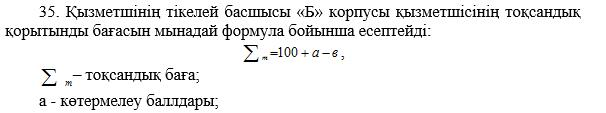 35. Қызметшінің тікелей басшысы «Б» корпусы қызметшісінің тоқсандық
қорытынды бағасын мынадай формула бойынша есептейді:
∑ т =100 + а – в ,
∑ т – тоқсандық баға;
а - көтермелеу баллдары;